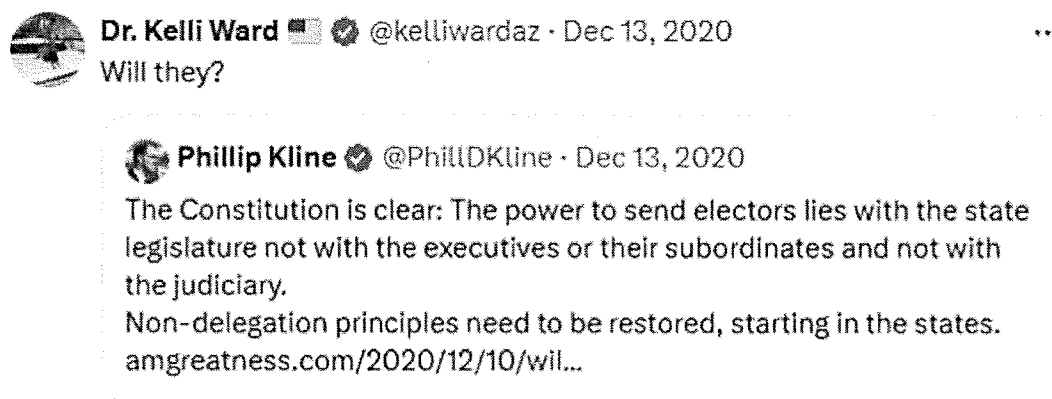 Dr. Kelli Ward @kelliwardaz · Dec 13, 2020
Will they?
Phillip Kline @PhillDKline · Dec 13, 2020
The Constitution is clear: The power to send electors lies with the state
legislature not with the executives or their subordinates and not with
the judiciary.
Non-delegation principles need to be restored, starting in the states.
amgreatness.com/2020/12/10/wil...